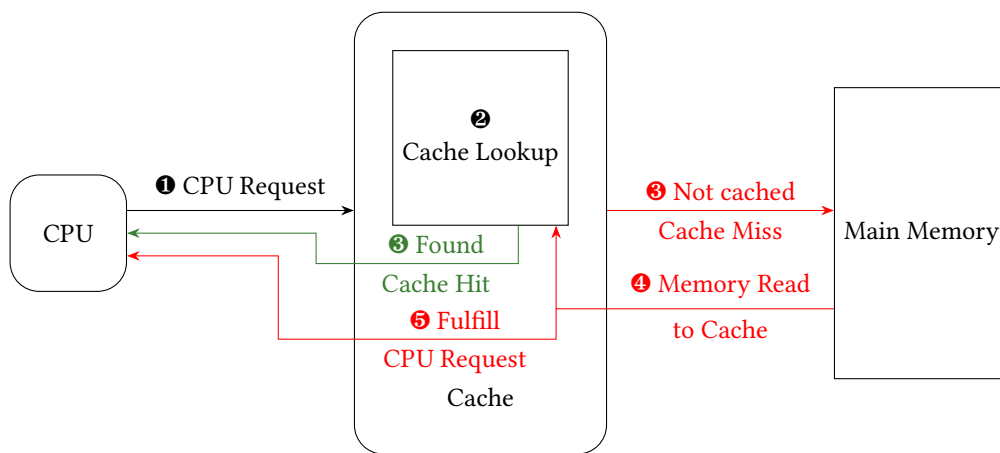 ❷
Cache Lookup
❶ CPU Request
❸ Not cached
CPU
Cache Miss
Main Memory
❸ Found
Cache Hit
❹ Memory Read
❺ Fulfill
to Cache
CPU Request
Cache